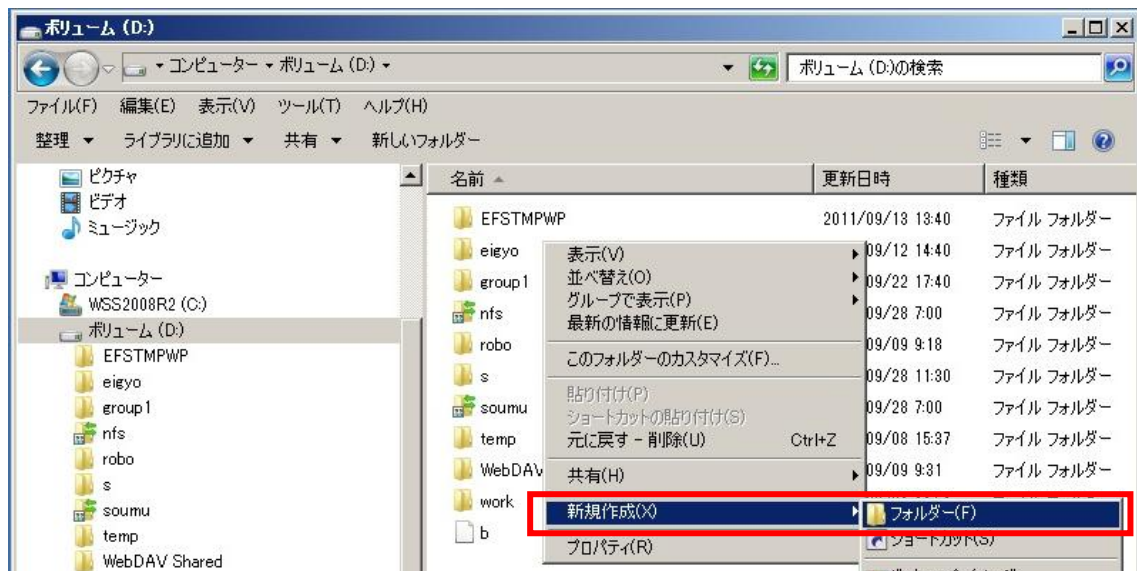 ボリューム (D:)
コンピューター ボリューム (D:)
ボリューム (D:)の検索
ファイル(F) 編集(E) 表示(V) ツール(T) ヘルプ(H)
整理 ライブラリに追加 共有 新しいフォルダー
ピクチャ
ビデオ
ミュージック
コンピューター
WSS2008R2 (C:)
ボリューム (D:)
EFSTMPWP
eigyo
group1
nfs
robo
s
soumu
temp
WebDAV Shared
名前 更新日時 種類
EFSTMPWP 2011/09/13 13:40 ファイル フォルダー
eigyo 09/12 14:40 ファイル フォルダー
group1 09/22 17:40 ファイル フォルダー
nfs 09/28 7:00 ファイル フォルダー
robo 09/09 9:18 ファイル フォルダー
s 09/28 11:30 ファイル フォルダー
soumu 09/28 7:00 ファイル フォルダー
temp 09/08 15:37 ファイル フォルダー
WebDAV 09/09 9:31 ファイル フォルダー
work
b
表示(V)
並べ替え(O)
グループで表示(P)
最新の情報に更新(E)
このフォルダーのカスタマイズ(F)...
貼り付け(P)
ショートカットの貼り付け(S)
元に戻す - 削除(U) Ctrl+Z
共有(H)
新規作成(X)
プロパティ(R)
フォルダー(F)
ショートカット(S)